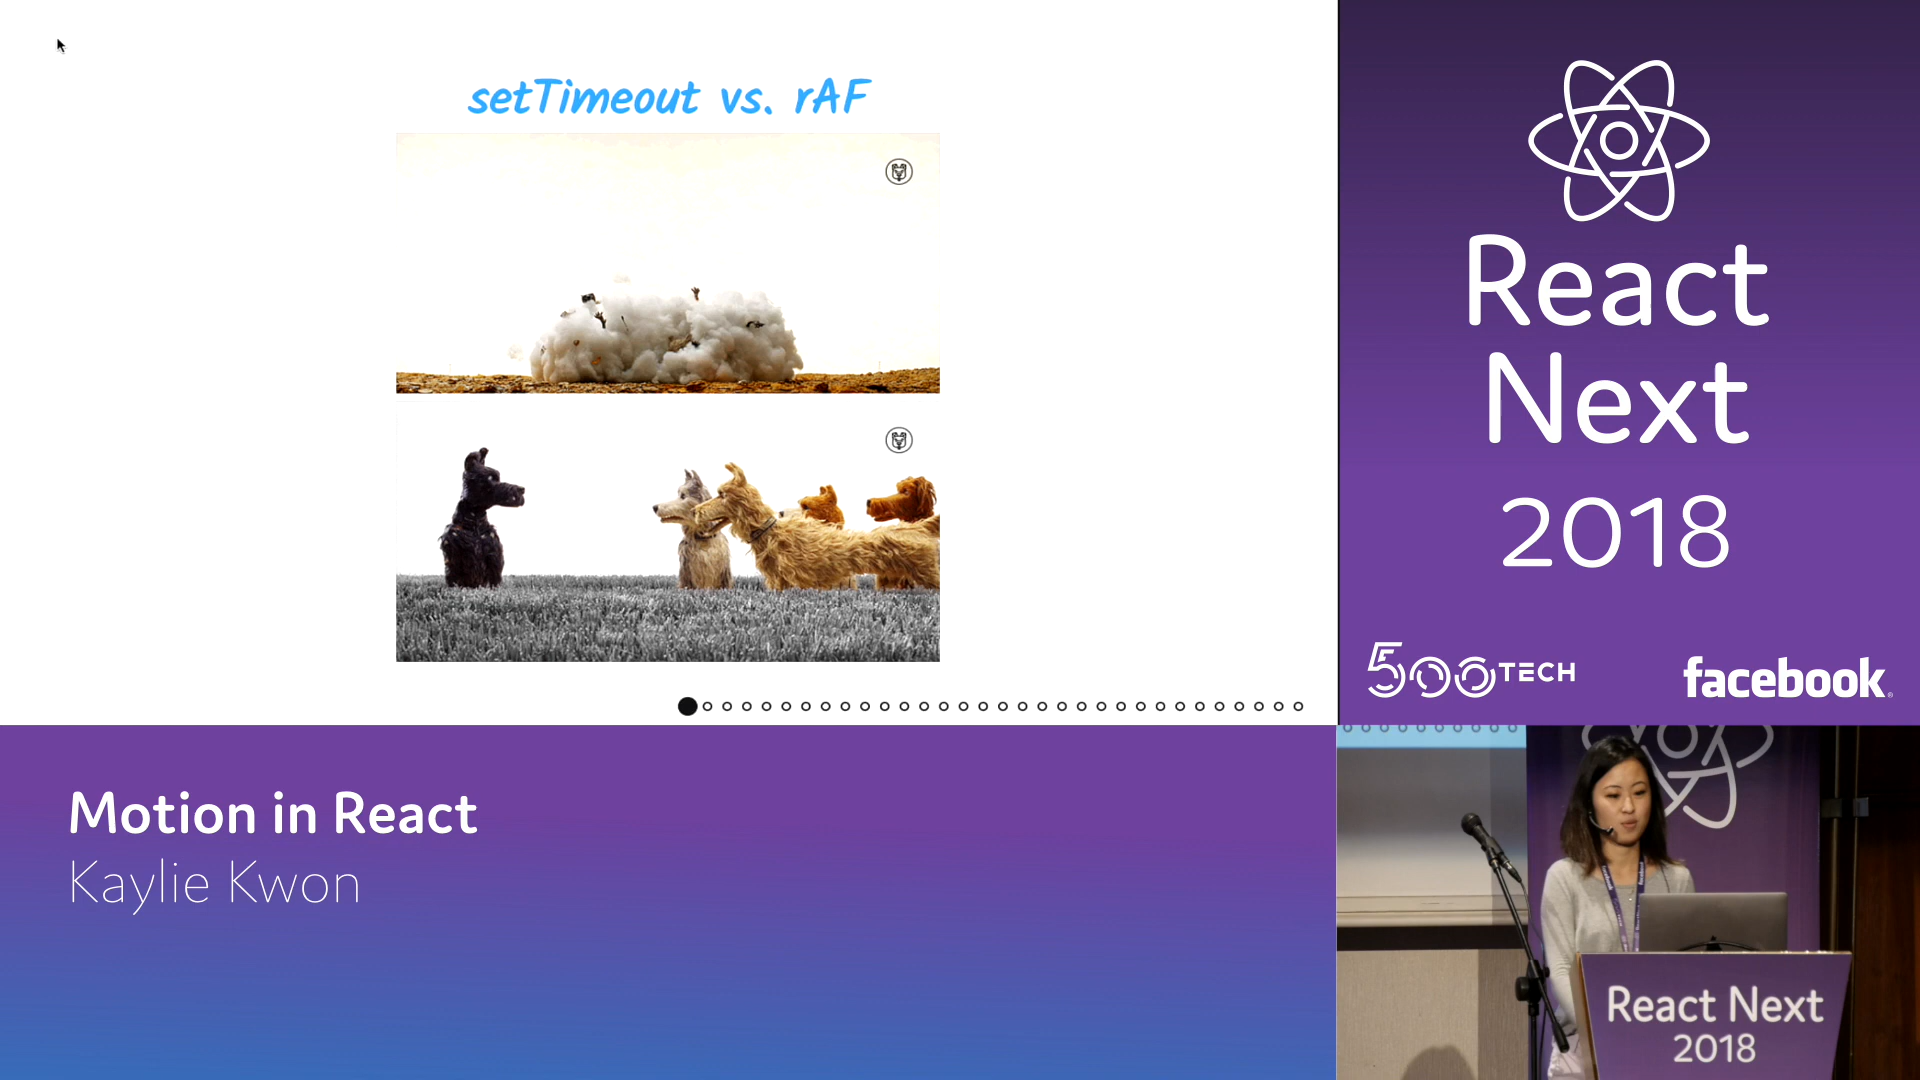 setTimeout vs. rAF
React
Next
2018
500TECH
facebook
Motion in React
Kaylie Kwon
React Next
2018